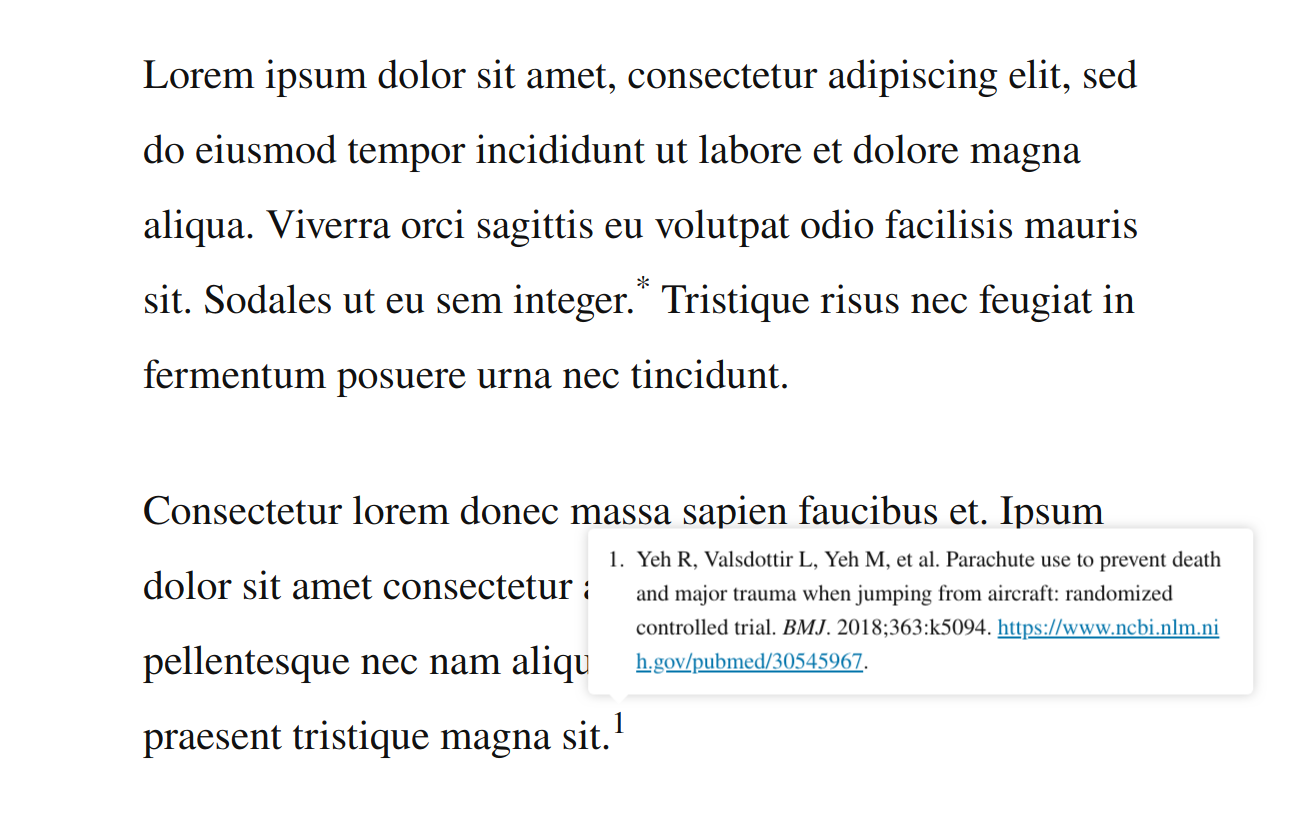 Lorem ipsum dolor sit amet, consectetur adipiscing elit, sed
do eiusmod tempor incididunt ut labore et dolore magna
aliqua. Viverra orci sagittis eu volutpat odio facilisis mauris
sit. Sodales ut eu sem integer.* Tristique risus nec feugiat in
fermentum posuere urna nec tincidunt.
Consectetur lorem donec massa sapien faucibus et. Ipsum
dolor sit amet consectetur
pellentesque nec nam aliqu
praesent tristique magna sit.1
1. Yeh R, Valsdottir L, Yeh M, et al. Parachute use to prevent death
and major trauma when jumping from aircraft: randomized
controlled trial. BMJ. 2018;363:k5094. https://www.ncbi.nlm.ni
h.gov/pubmed/30545967.